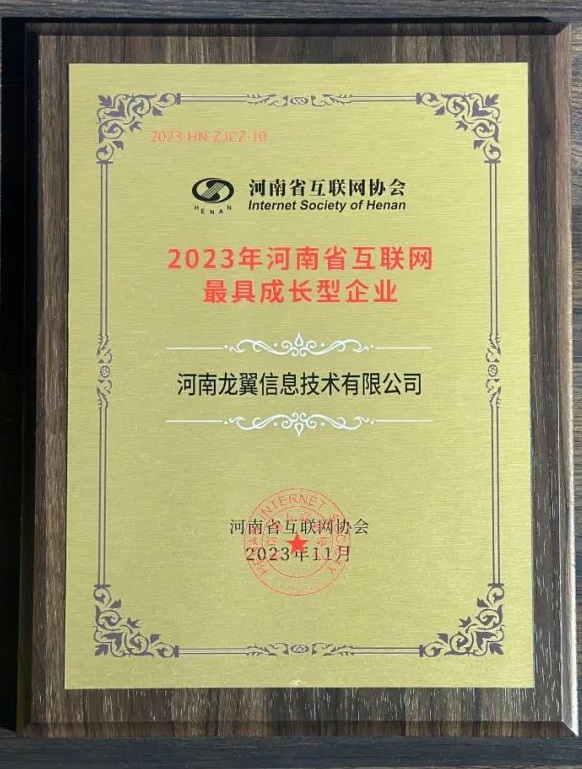 2023-HN-ZJCZ-10
河南省互联网协会
Internet Society of Henan
HENAN
2023年河南省互联网
最具成长型企业
河南龙翼信息技术有限公司
河南省互联网协会
2023年11月
HENAN INTERNET SOCIETY